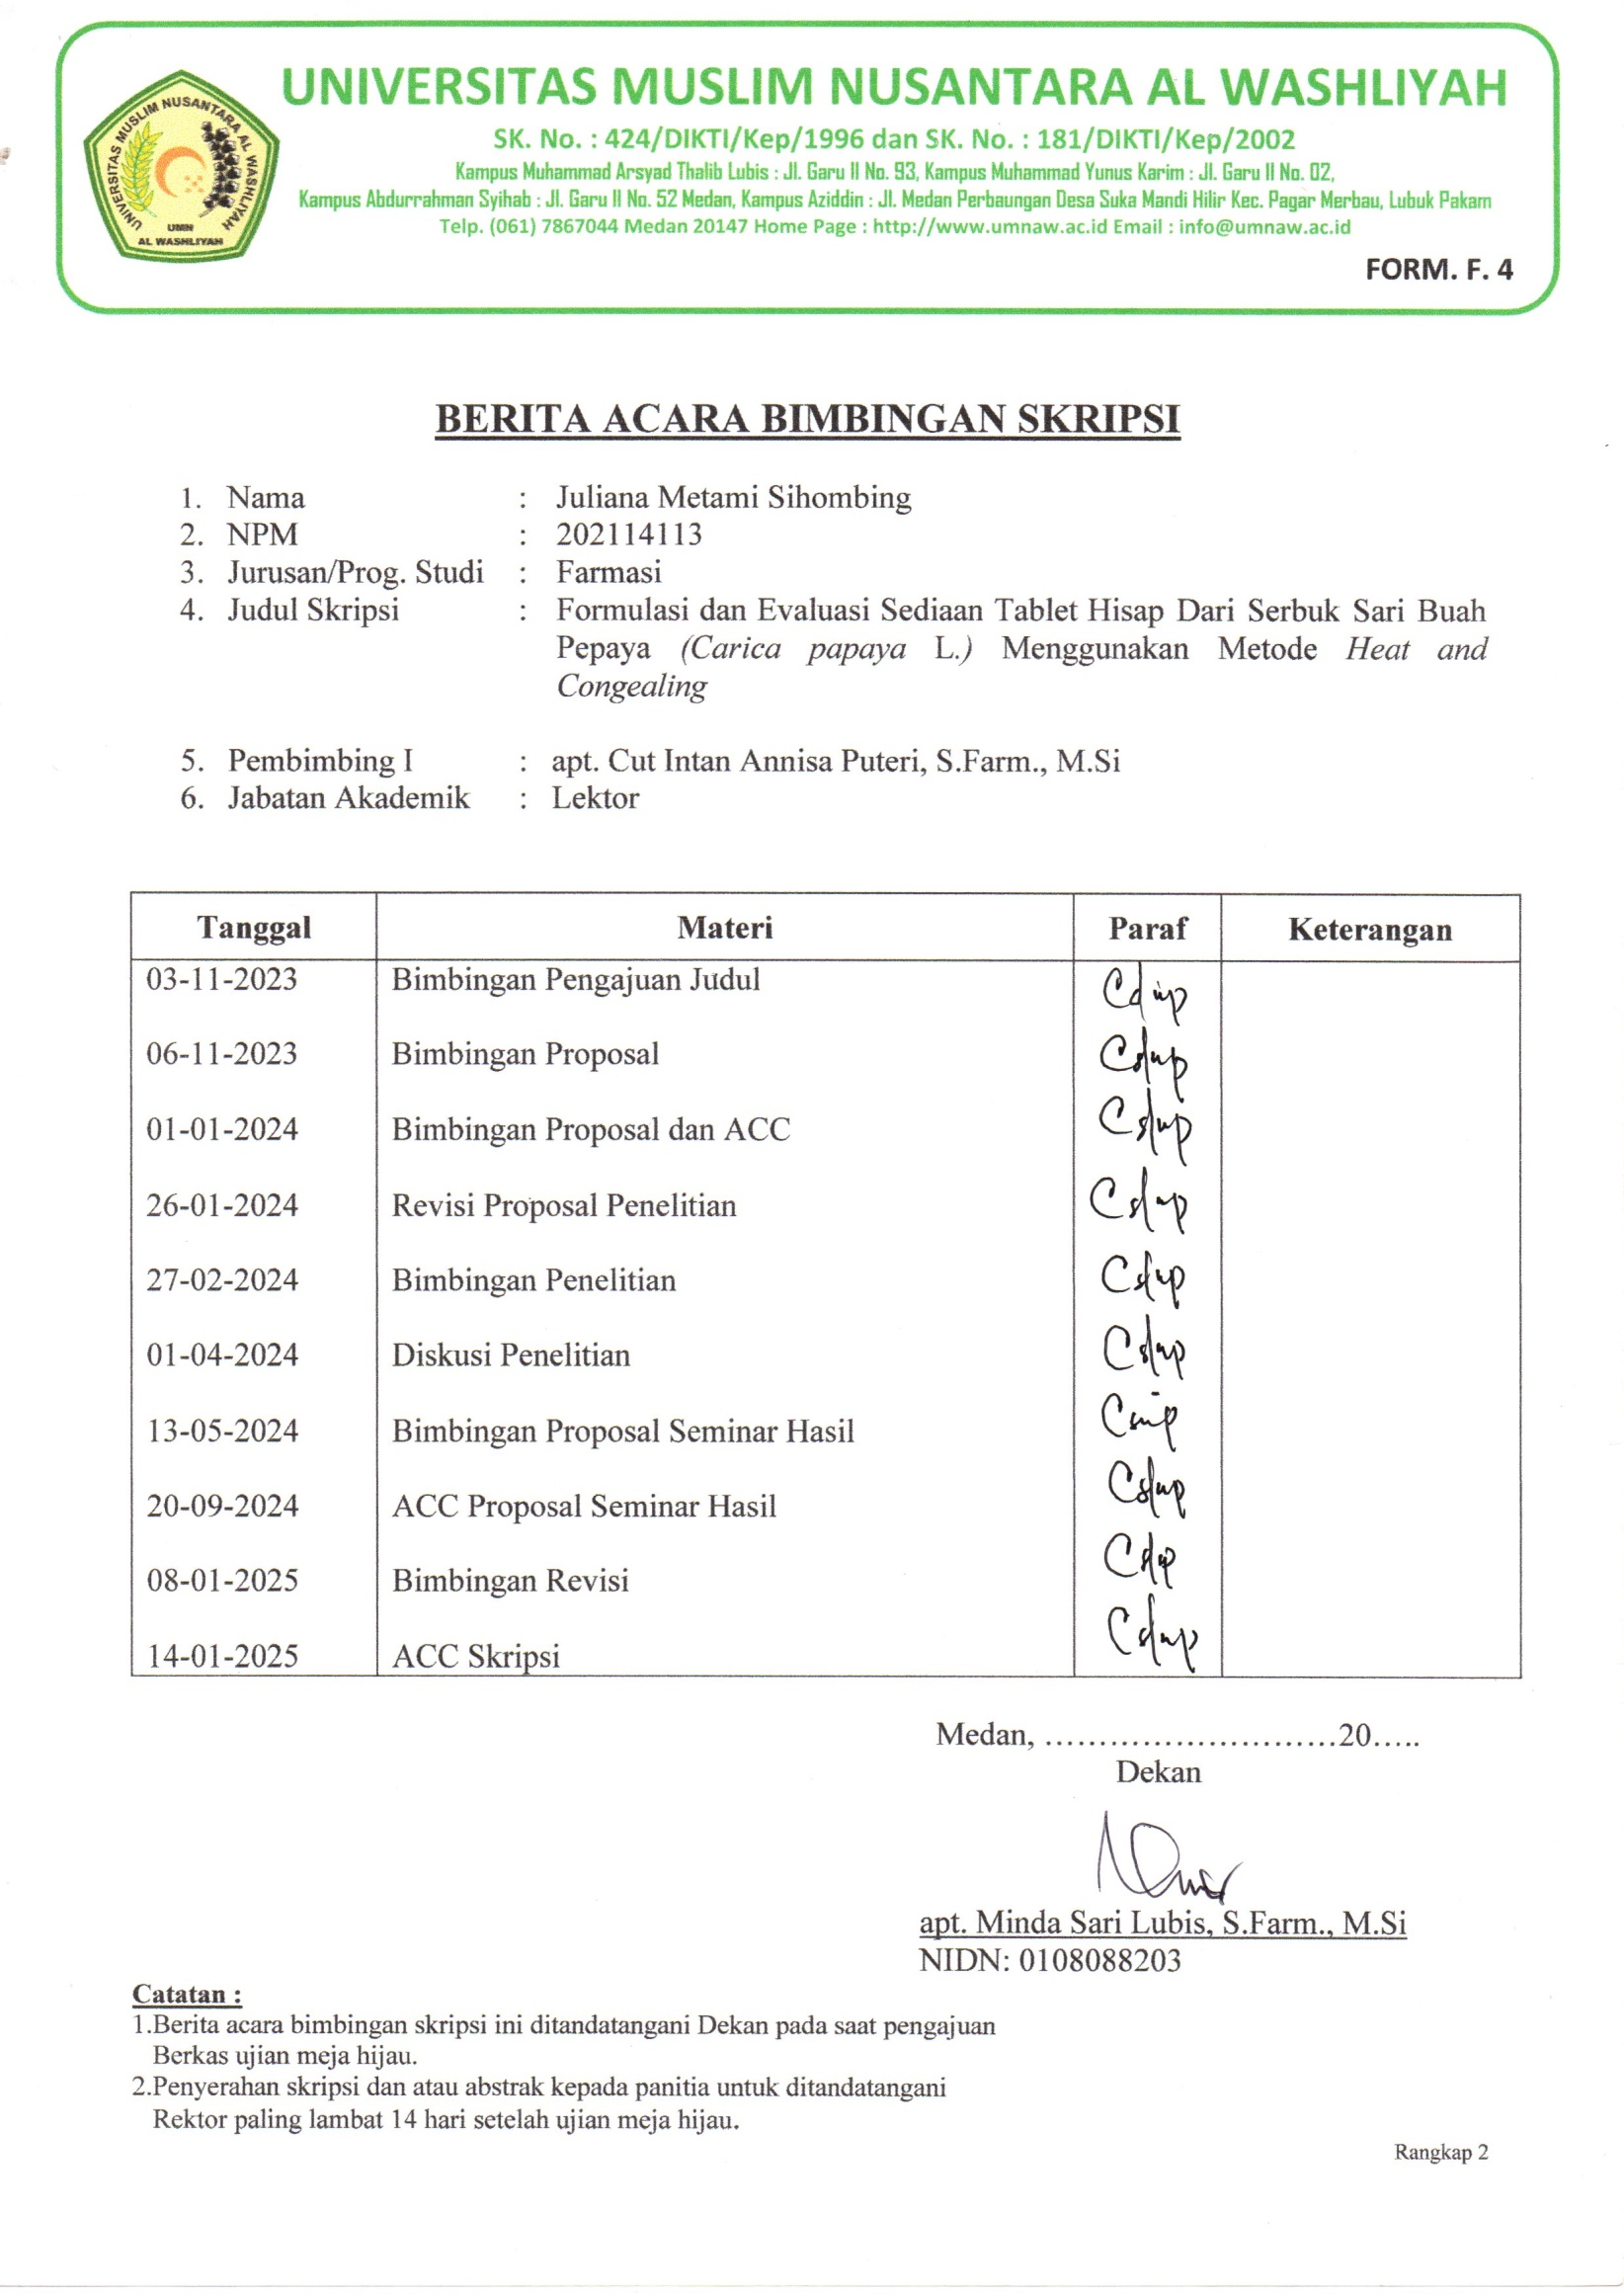 UNIVERSITAS MUSLIM NUSANTARA AL WASHLIYAH
UMN
AL WASHLIYAH
UNIVERSITAS MUSLIM NUSANTARA AL WASHLIYAH
SK. No. : 424/DIKTI/Kep/1996 dan SK. No. : 181/DIKTI/Kep/2002
Kampus Muhammad Arsyad Thalib Lubis : Jl. Garu II No. 93, Kampus Muhammad Yunus Karim : Jl. Garu II No. 02,
Kampus Abdurrahman Syihab : Jl. Garu II No. 52 Medan, Kampus Aziddin : Jl. Medan Perbaungan Desa Suka Mandi Hilir Kec. Pagar Merbau, Lubuk Pakam
Telp. (061) 7867044 Medan 20147 Home Page : http://www.umnaw.ac.id Email : info@umnaw.ac.id
FORM. F. 4
BERITA ACARA BIMBINGAN SKRIPSI
1. Nama : Juliana Metami Sihombing
2. NPM : 202114113
3. Jurusan/Prog. Studi : Farmasi
4. Judul Skripsi : Formulasi dan Evaluasi Sediaan Tablet Hisap Dari Serbuk Sari Buah
Pepaya (Carica papaya L.) Menggunakan Metode Heat and
Congealing
5. Pembimbing I : apt. Cut Intan Annisa Puteri, S.Farm., M.Si
6. Jabatan Akademik : Lektor
Tanggal Materi Paraf Keterangan
03-11-2023 Bimbingan Pengajuan Judul
06-11-2023 Bimbingan Proposal
01-01-2024 Bimbingan Proposal dan ACC
26-01-2024 Revisi Proposal Penelitian
27-02-2024 Bimbingan Penelitian
01-04-2024 Diskusi Penelitian
13-05-2024 Bimbingan Proposal Seminar Hasil
20-09-2024 ACC Proposal Seminar Hasil
08-01-2025 Bimbingan Revisi
14-01-2025 ACC Skripsi
Medan, ...........................20.....
Dekan
apt. Minda Sari Lubis, S.Farm., M.Si
NIDN: 0108088203
Catatan :
1.Berita acara bimbingan skripsi ini ditandatangani Dekan pada saat pengajuan
Berkas ujian meja hijau.
2.Penyerahan skripsi dan atau abstrak kepada panitia untuk ditandatangani
Rektor paling lambat 14 hari setelah ujian meja hijau.
Rangkap 2